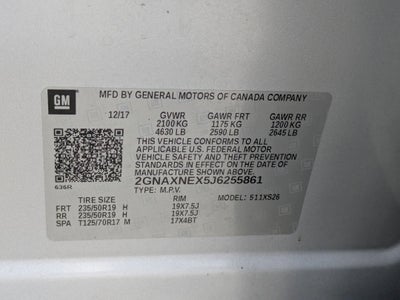 GM
MFD BY GENERAL MOTORS OF CANADA COMPANY
12/17 GVWR GAWR FRT GAWR RR
2100 KG 1175 KG 1200 KG
4630 LB 2590 LB 2645 LB
THIS VEHICLE CONFORMS TO ALL
APPLICABLE U.S. FEDERAL MOTOR
VEHICLE SAFETY, BUMPER, AND THEFT
PREVENTION STANDARDS IN EFFECT ON THE
DATE OF MANUFACTURE SHOWN ABOVE.
636R
2GNAXNEX5J6255861
TYPE: M.P.V. MODEL: 511XS26
TIRE SIZE RIM
FRT 235/50R19 H 19X7.5J
RR 235/50R19 H 19X7.5J
SPA T125/70R17 M 17X4BT